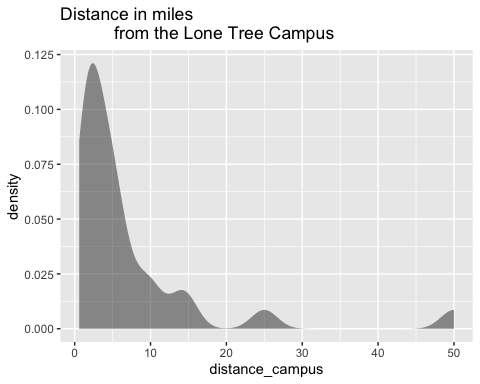 Distance in miles
from the Lone Tree Campus
0.125
0.100
0.075
0.050
0.025
0.000
density
0 10 20 30 40 50
distance_campus